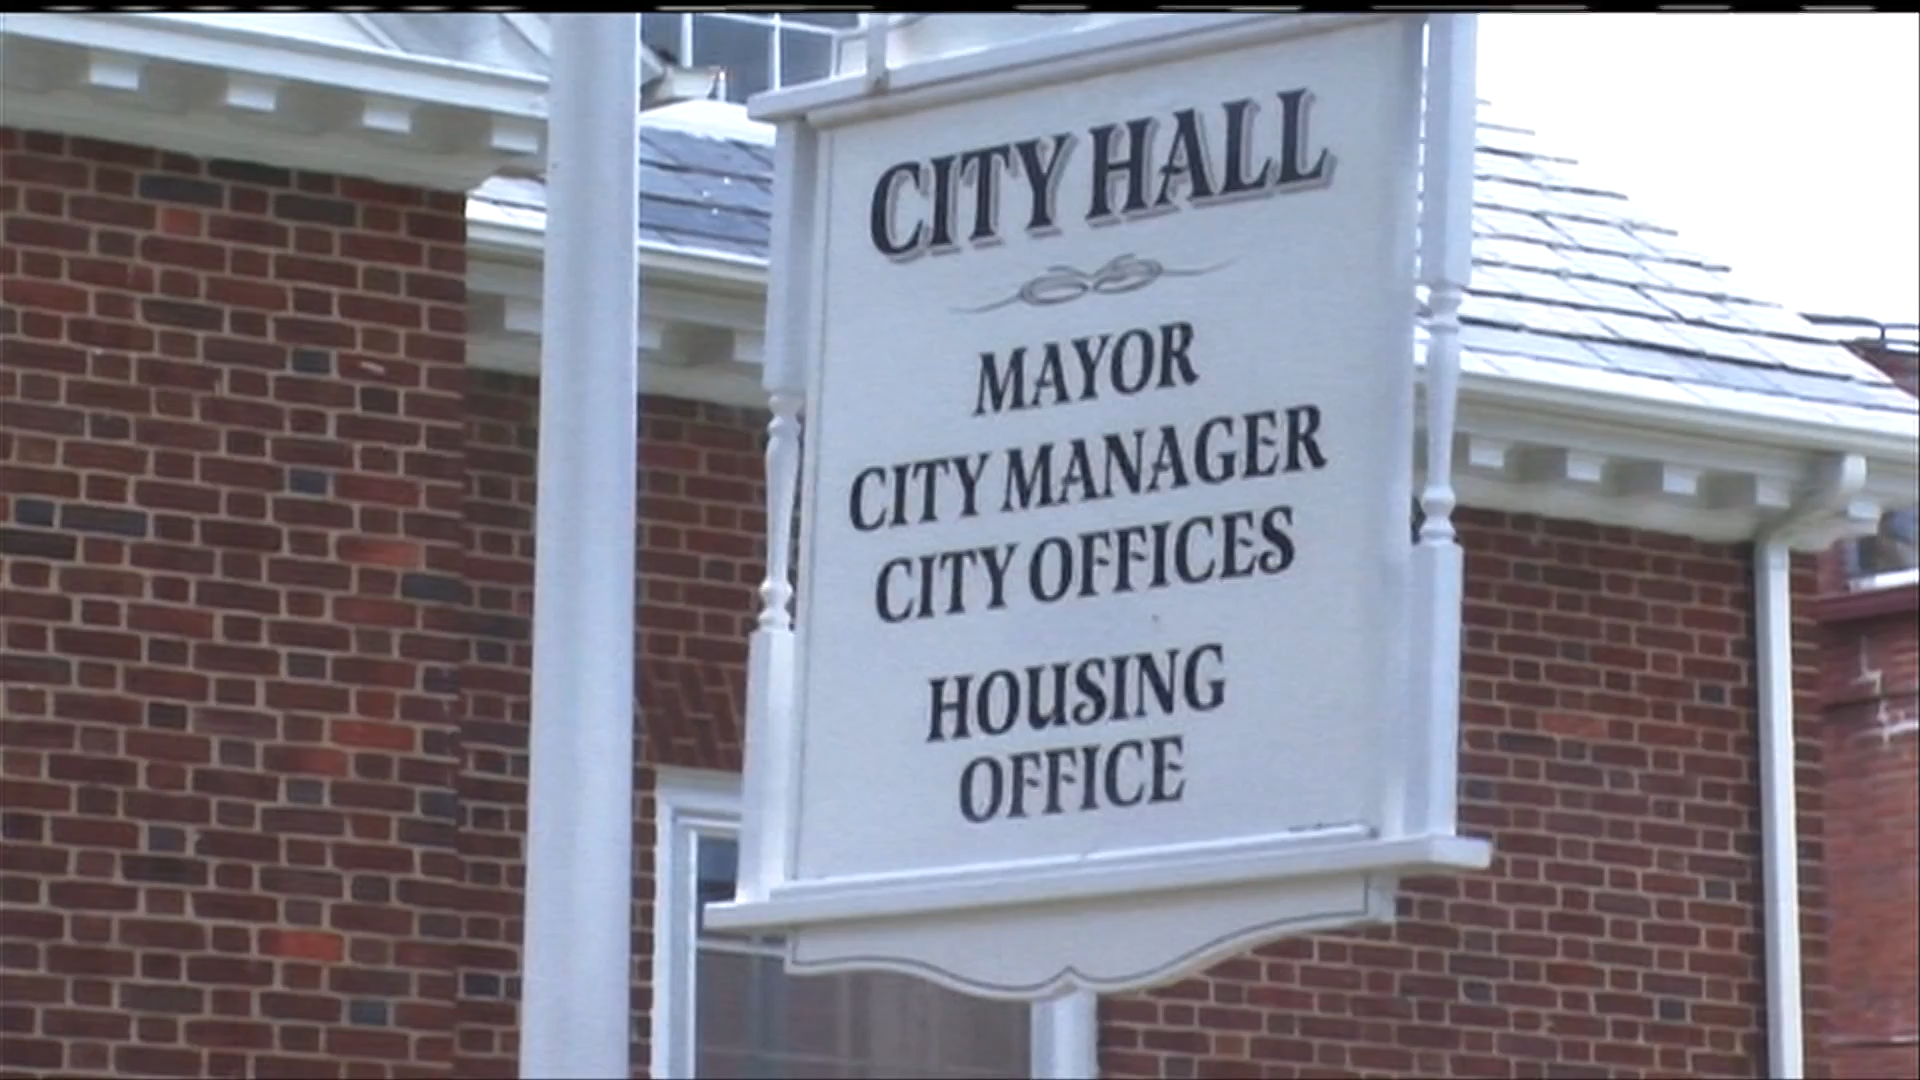 CITY HALL
MAYOR
CITY MANAGER
CITY OFFICES
HOUSING
OFFICE